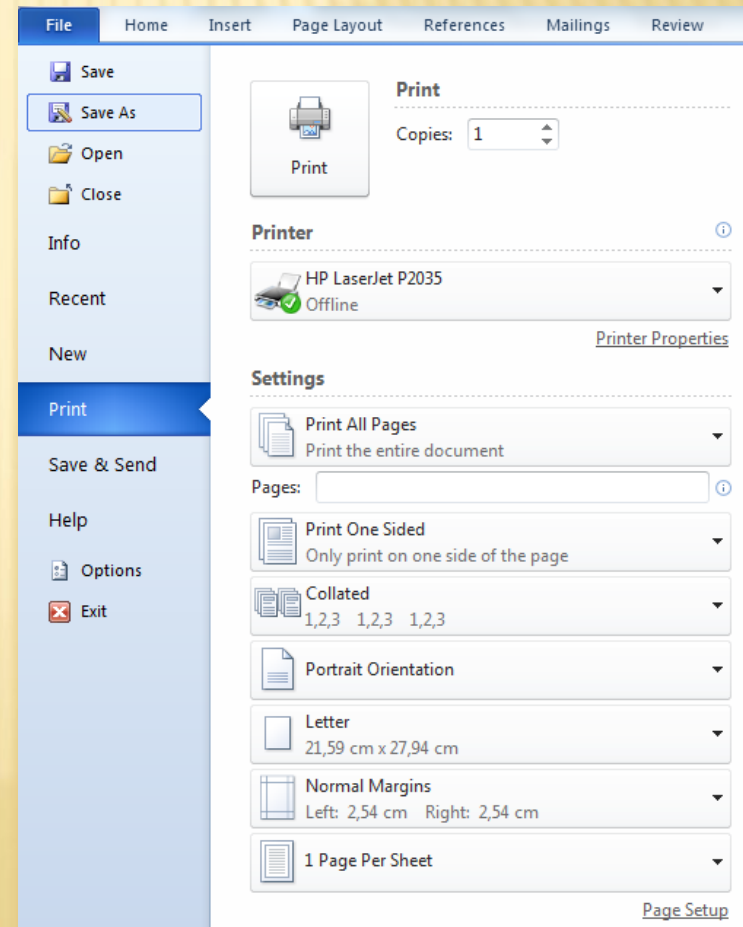 File Home Insert Page Layout References Mailings Review
Save
Save As
Open
Close
Info
Recent
New
Print
Save & Send
Help
Options
Exit
Print
Print
Copies: 1
Printer
HP LaserJet P2035
Offline
Printer Properties
Settings
Print All Pages
Print the entire document
Pages:
Print One Sided
Only print on one side of the page
Collated
1,2,3 1,2,3 1,2,3
Portrait Orientation
Letter
21,59 cm x 27,94 cm
Normal Margins
Left: 2,54 cm Right: 2,54 cm
1 Page Per Sheet
Page Setup